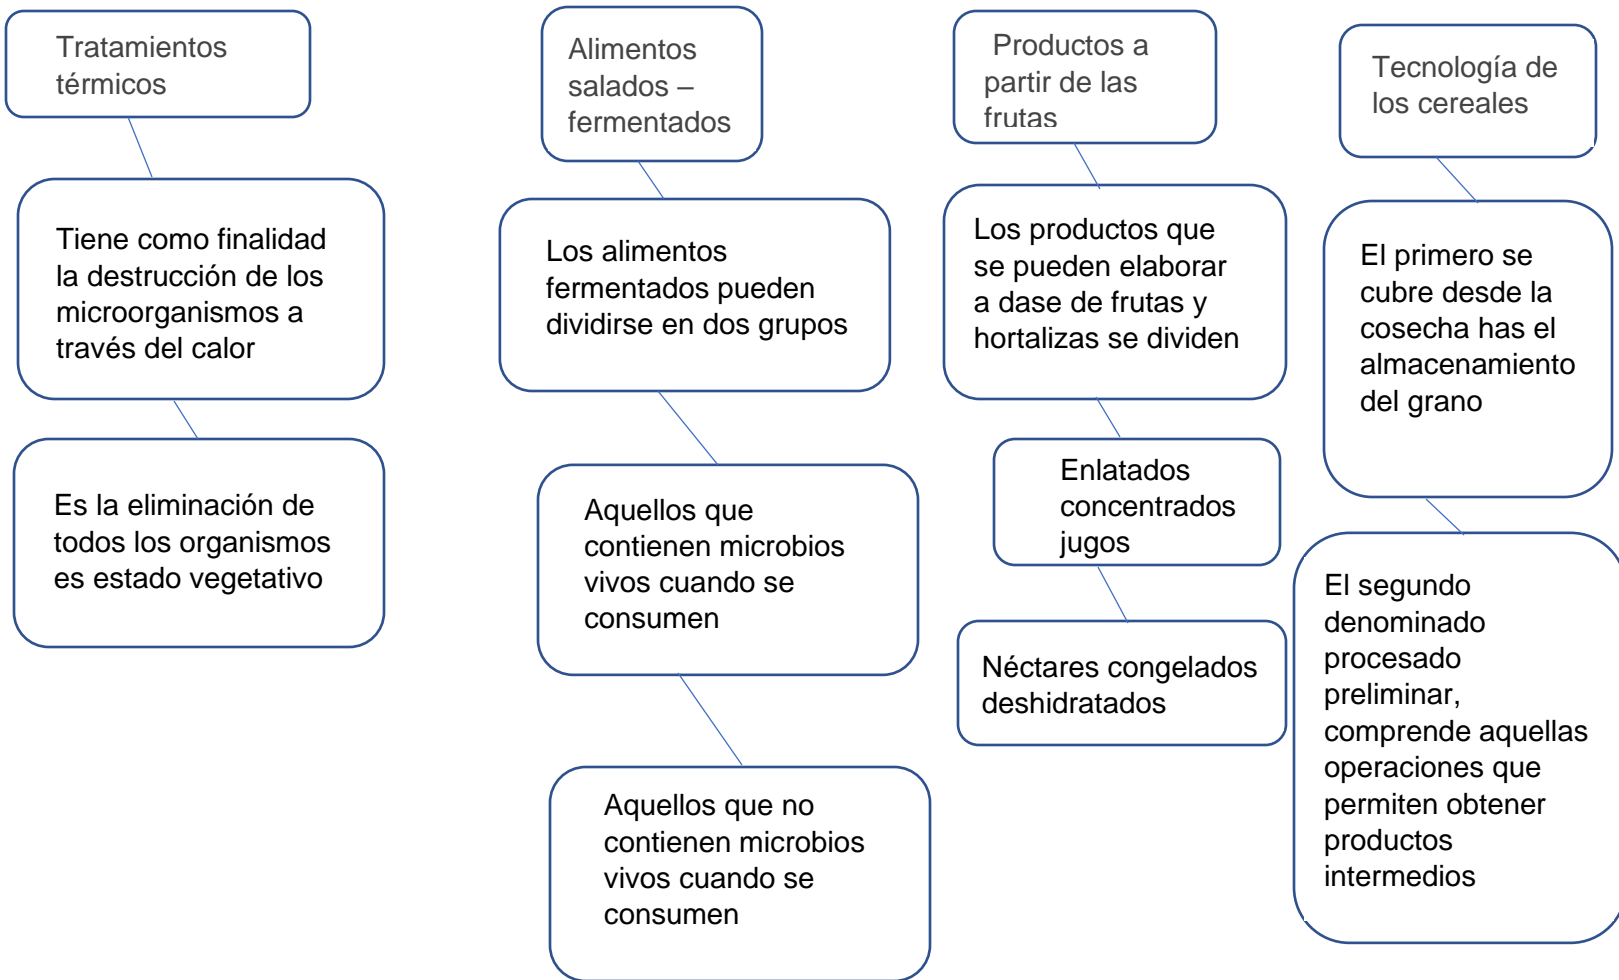 Tratamientos
térmicos
Tiene como finalidad
la destrucción de los
microorganismos a
través del calor
Es la eliminación de
todos los organismos
es estado vegetativo
Alimentos
salados –
fermentados
Los alimentos
fermentados pueden
dividirse en dos grupos
Aquellos que
contienen microbios
vivos cuando se
consumen
Aquellos que no
contienen microbios
vivos cuando se
consumen
Productos a
partir de las
frutas
Los productos que
se pueden elaborar
a dase de frutas y
hortalizas se dividen
Enlatados
concentrados
jugos
Néctares congelados
deshidratados
Tecnología de
los cereales
El primero se
cubre desde la
cosecha has el
almacenamiento
del grano
El segundo
denominado
procesado
preliminar,
comprende aquellas
operaciones que
permiten obtener
productos
intermedios